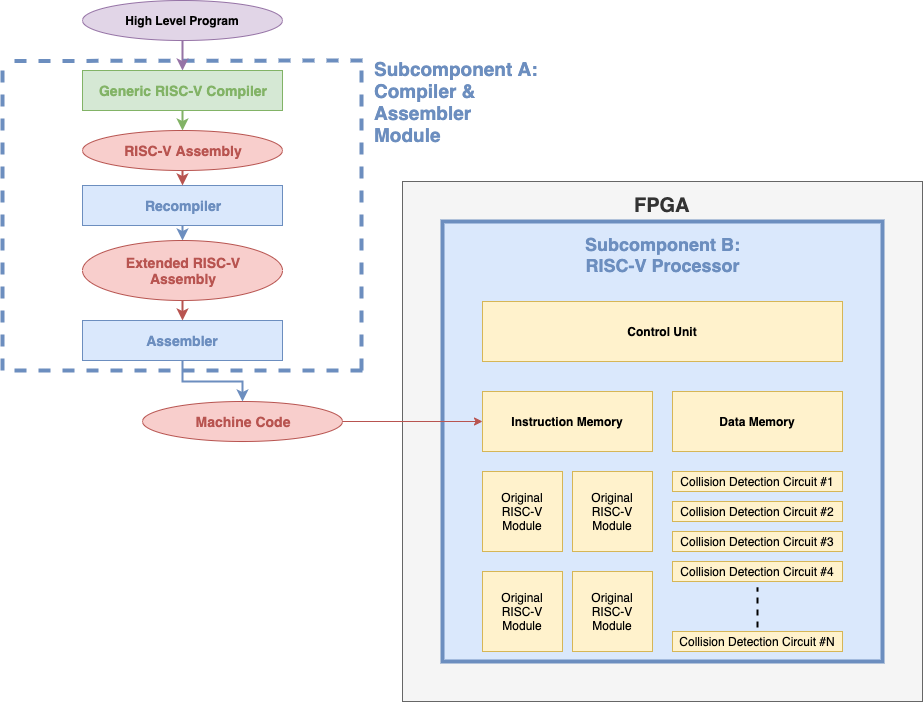 High Level Program
Subcomponent A:
Compiler &
Assembler
Module
Generic RISC-V Compiler
RISC-V Assembly
Recompiler
Extended RISC-V
Assembly
Assembler
Machine Code
FPGA
Subcomponent B:
RISC-V Processor
Control Unit
Instruction Memory
Data Memory
Original
RISC-V
Module
Original
RISC-V
Module
Collision Detection Circuit #1
Collision Detection Circuit #2
Collision Detection Circuit #3
Collision Detection Circuit #4
Original
RISC-V
Module
Original
RISC-V
Module
Collision Detection Circuit #N